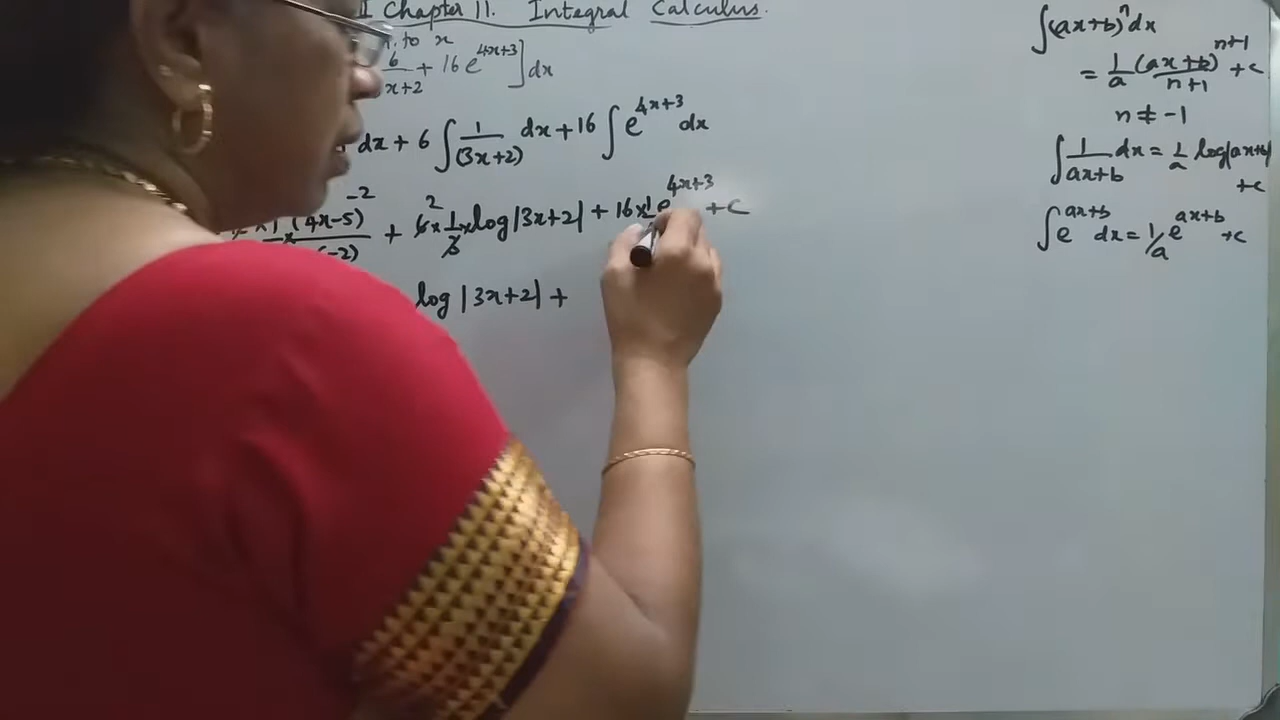 II Chapter 11. Integral Calculus.
to x
6/(x+2) + 16 e^(4x+3)] dx
dx + 6 ∫ 1/(3x+2) dx + 16 ∫ e^(4x+3) dx
(4x-5)^-2 / (-2) + 6^2 x 1/3 x log |3x+2| + 16 x 1 e^(4x+3) + c
log |3x+2| +
∫ (ax+b)^n dx
= 1/a (ax+b)^(n+1)/(n+1) + c
n ≠ -1
∫ 1/(ax+b) dx = 1/a log|ax+b|
+c
∫ e^(ax+b) dx = 1/a e^(ax+b) + c